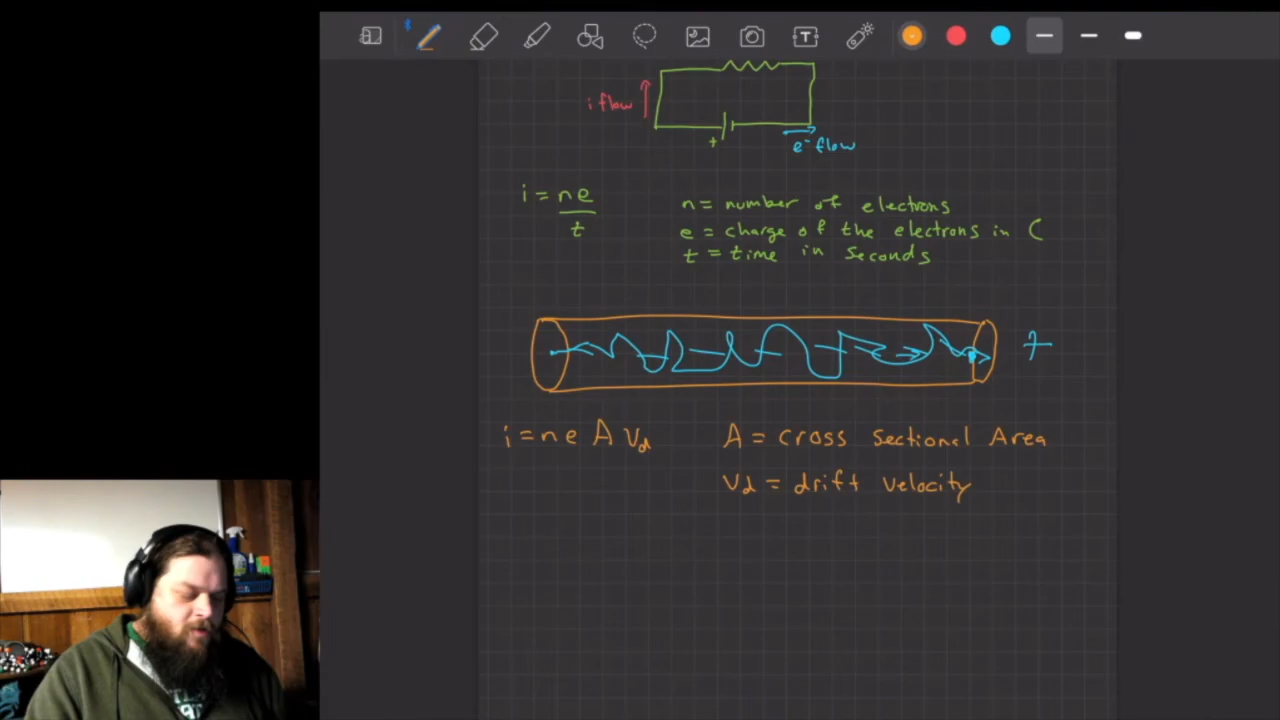 i flow
+
e⁻ flow
i = ne/t
n = number of electrons
e = charge of the electrons in C
t = time in seconds
+
i = n e A vd
A = cross sectional Area
vd = drift velocity